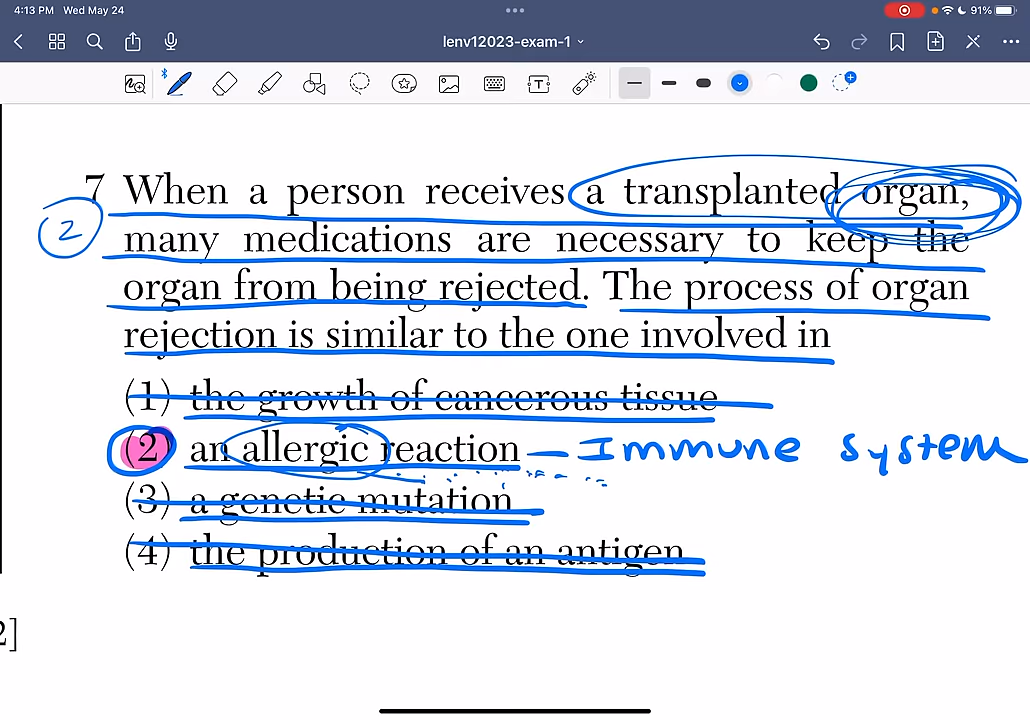 4:13 PM Wed May 24
91%
lenv12023-exam-1
7 When a person receives a transplanted organ,
2
many medications are necessary to keep the
organ from being rejected. The process of organ
rejection is similar to the one involved in
(1) the growth of cancerous tissue
(2) an allergic reaction — Immune system
(3) a genetic mutation
(4) the production of an antigen
2]